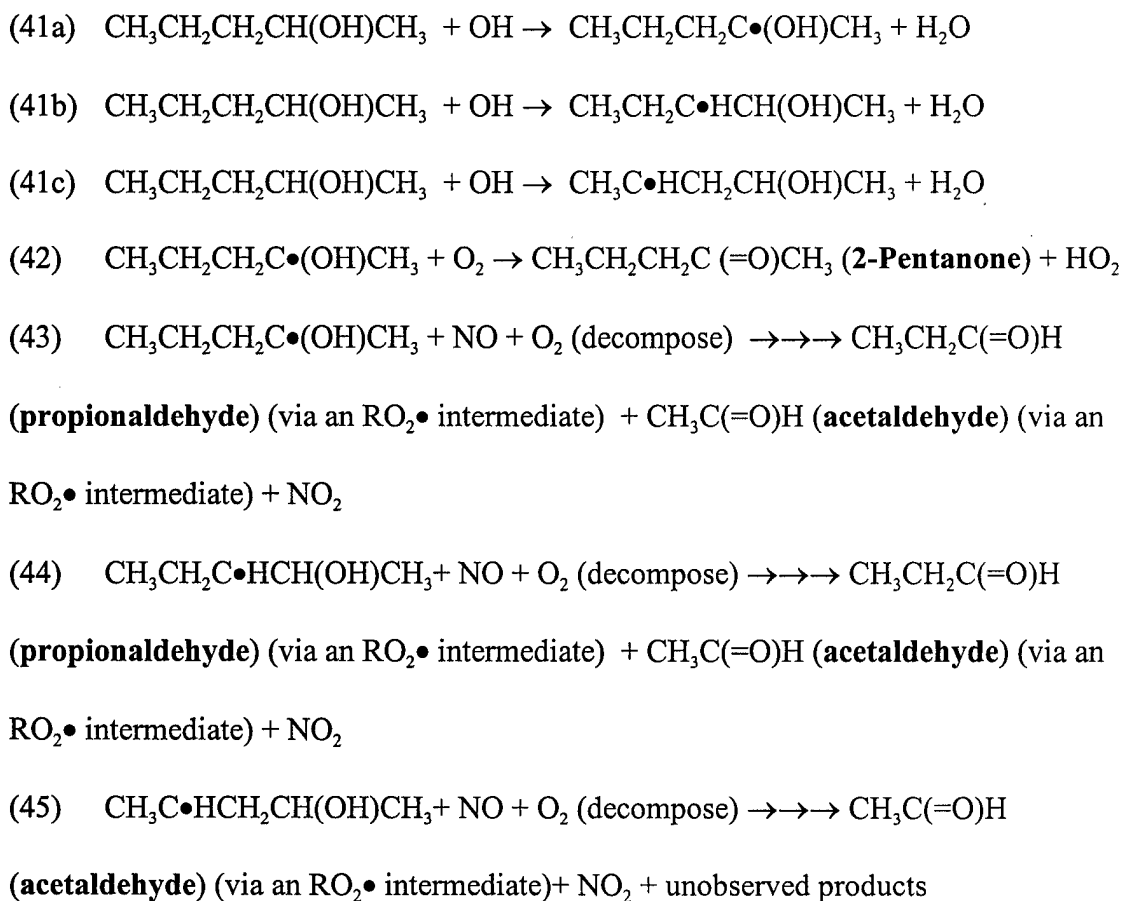 (41a) CH₃CH₂CH₂CH(OH)CH₃ + OH → CH₃CH₂CH₂C•(OH)CH₃ + H₂O
(41b) CH₃CH₂CH₂CH(OH)CH₃ + OH → CH₃CH₂C•HCH(OH)CH₃ + H₂O
(41c) CH₃CH₂CH₂CH(OH)CH₃ + OH → CH₃C•HCH₂CH(OH)CH₃ + H₂O
(42) CH₃CH₂CH₂C•(OH)CH₃ + O₂ → CH₃CH₂CH₂C (=O)CH₃ (2-Pentanone) + HO₂
(43) CH₃CH₂CH₂C•(OH)CH₃ + NO + O₂ (decompose) →→→ CH₃CH₂C(=O)H
(propionaldehyde) (via an RO₂• intermediate) + CH₃C(=O)H (acetaldehyde) (via an
RO₂• intermediate) + NO₂
(44) CH₃CH₂C•HCH(OH)CH₃+ NO + O₂ (decompose) →→→ CH₃CH₂C(=O)H
(propionaldehyde) (via an RO₂• intermediate) + CH₃C(=O)H (acetaldehyde) (via an
RO₂• intermediate) + NO₂
(45) CH₃C•HCH₂CH(OH)CH₃+ NO + O₂ (decompose) →→→ CH₃C(=O)H
(acetaldehyde) (via an RO₂• intermediate)+ NO₂ + unobserved products